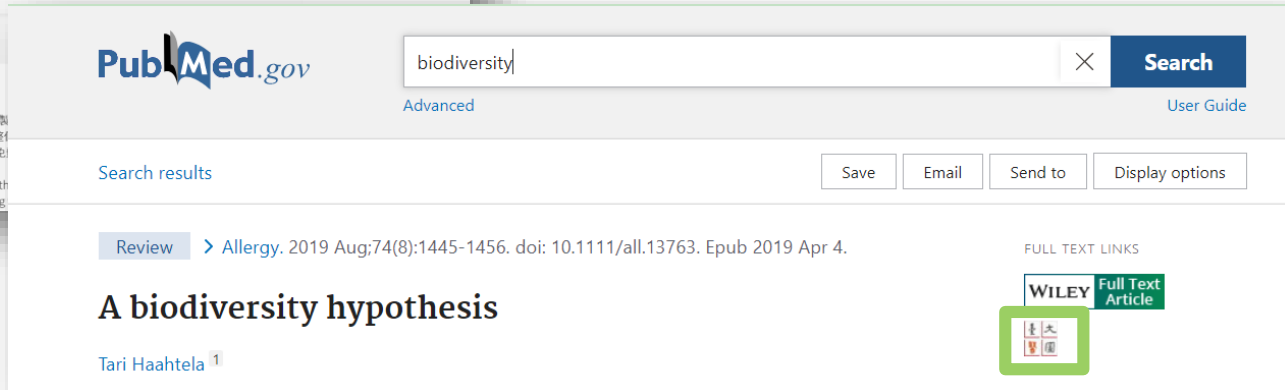 PubMed.gov
biodiversity
Search
Advanced
User Guide
Search results
Save
Email
Send to
Display options
Review
Allergy. 2019 Aug;74(8):1445-1456. doi: 10.1111/all.13763. Epub 2019 Apr 4.
FULL TEXT LINKS
WILEY Full Text
Article
A biodiversity hypothesis
Tari Haahtela 1